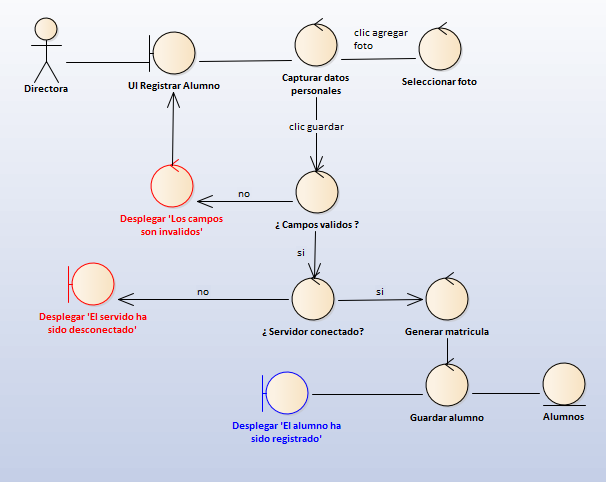 clic agregar
foto
Directora
UI Registrar Alumno
Capturar datos
personales
Seleccionar foto
clic guardar
no
Desplegar 'Los campos
son invalidos'
¿ Campos validos ?
si
no
si
Desplegar 'El servido ha
sido desconectado'
¿ Servidor conectado?
Generar matricula
Desplegar 'El alumno ha
sido registrado'
Guardar alumno
Alumnos